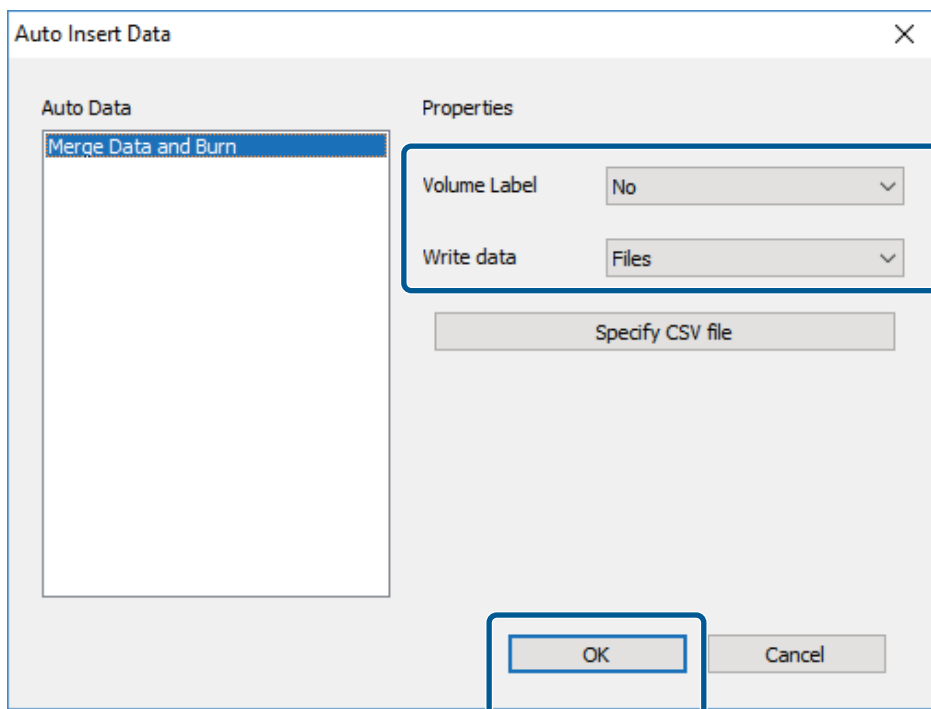 Auto Insert Data
Auto Data
Merge Data and Burn
Properties
Volume Label No
Write data Files
Specify CSV file
OK Cancel